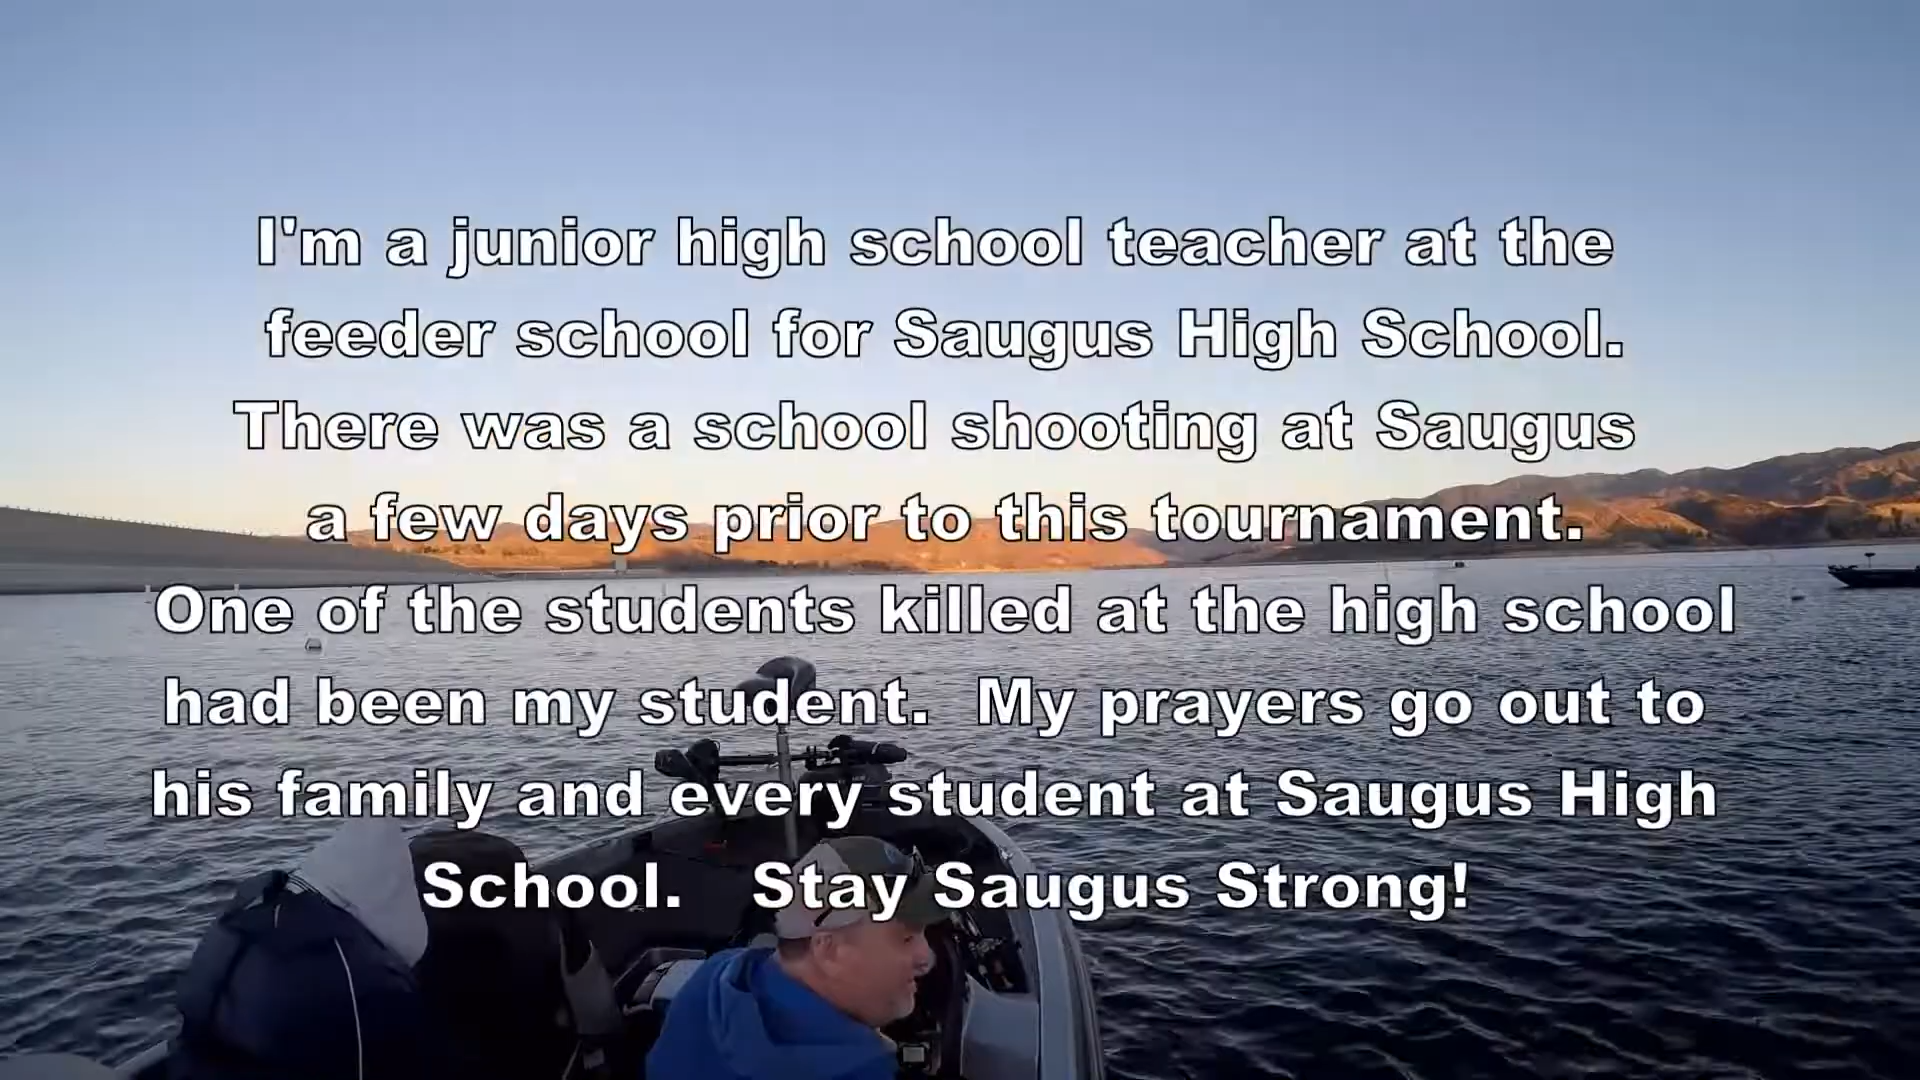 I'm a junior high school teacher at the
feeder school for Saugus High School.
There was a school shooting at Saugus
a few days prior to this tournament.
One of the students killed at the high school
had been my student. My prayers go out to
his family and every student at Saugus High
School. Stay Saugus Strong!